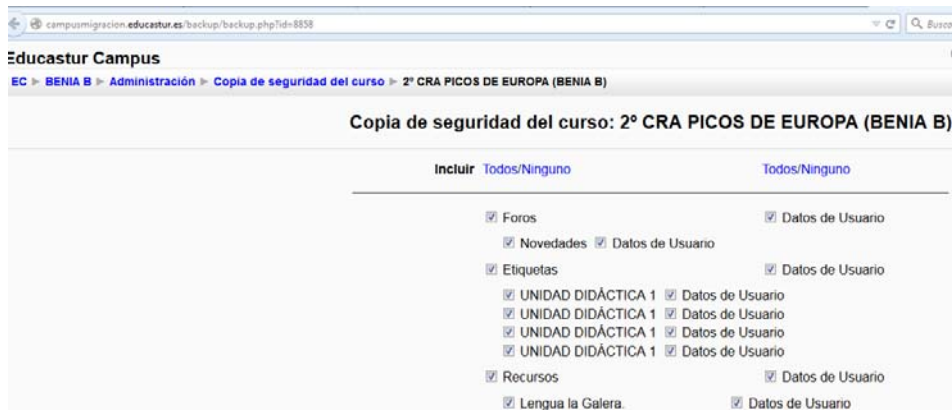 campusmigracion.educastur.es/backup/backup.php?id=8858
Educastur Campus
EC BENIA B Administración Copia de seguridad del curso 2º CRA PICOS DE EUROPA (BENIA B)
Copia de seguridad del curso: 2º CRA PICOS DE EUROPA (BENIA B)
Incluir Todos/Ninguno Todos/Ninguno
Foros Datos de Usuario
Novedades Datos de Usuario
Etiquetas Datos de Usuario
UNIDAD DIDÁCTICA 1 Datos de Usuario
UNIDAD DIDÁCTICA 1 Datos de Usuario
UNIDAD DIDÁCTICA 1 Datos de Usuario
UNIDAD DIDÁCTICA 1 Datos de Usuario
Recursos Datos de Usuario
Lengua la Galera. Datos de Usuario